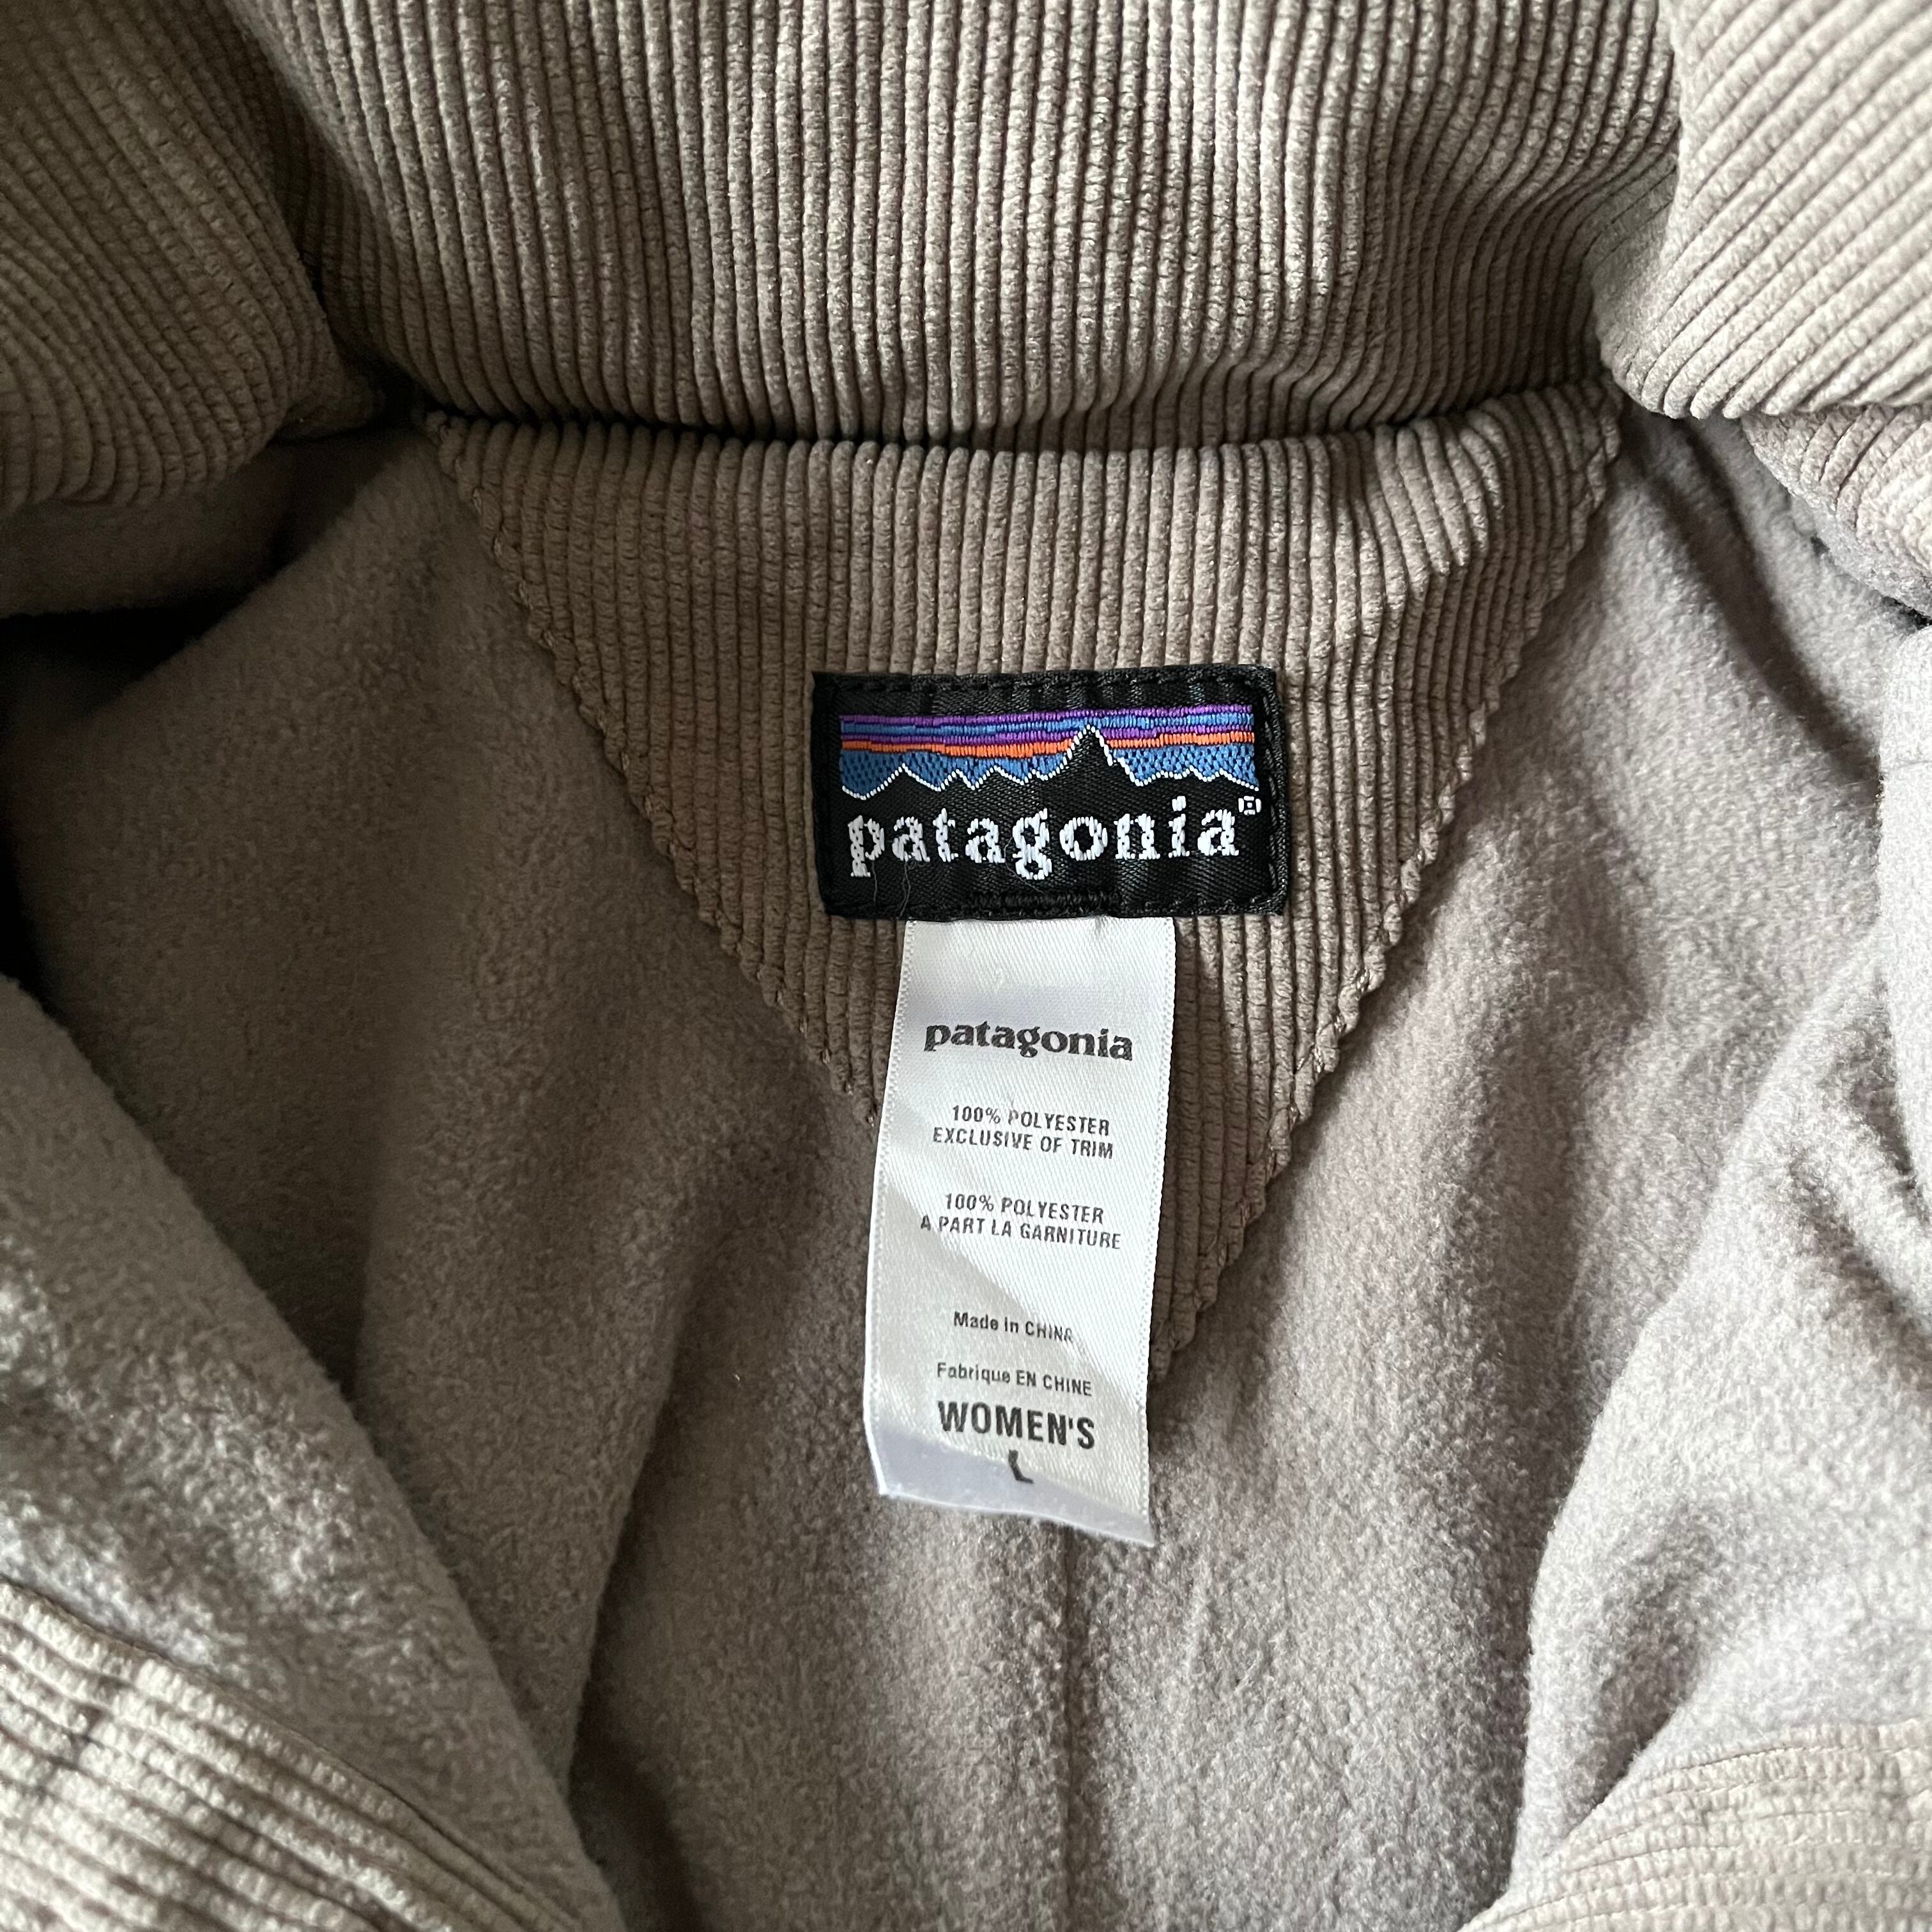 patagonia®
patagonia
100% POLYESTER
EXCLUSIVE OF TRIM
100% POLYESTER
A PART LA GARNITURE
Made in CHINA
Fabrique EN CHINE
WOMEN'S
L